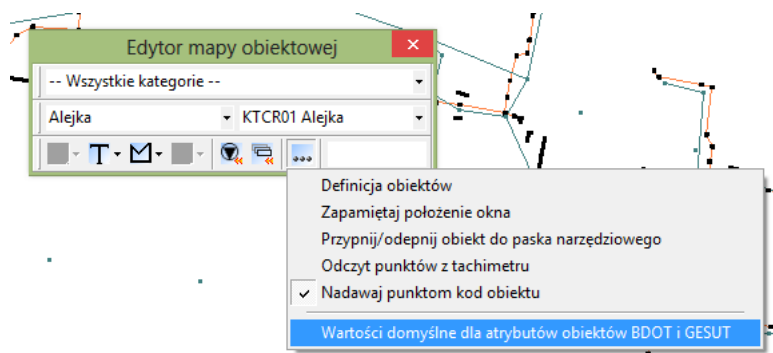 Edytor mapy obiektowej
-- Wszystkie kategorie --
Alejka KTCR01 Alejka
Definicja obiektów
Zapamiętaj położenie okna
Przypnij/odepnij obiekt do paska narzędziowego
Odczyt punktów z tachimetru
Nadawaj punktom kod obiektu
Wartości domyślne dla atrybutów obiektów BDOT i GESUT